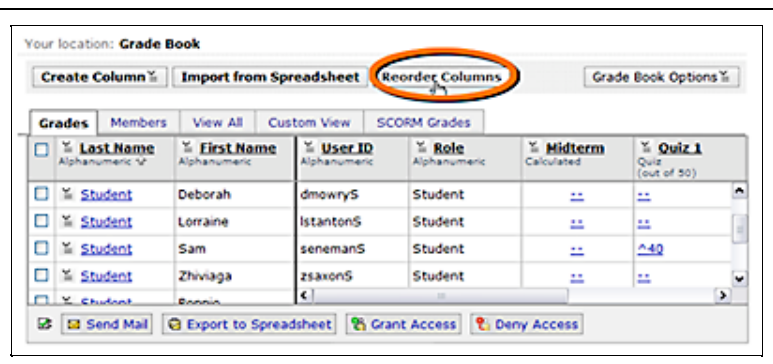 Your location: Grade Book
Create Column Import from Spreadsheet Reorder Columns Grade Book Options
Grades Members View All Custom View SCORM Grades
Last Name First Name User ID Role Midterm Quiz 1
Alphanumeric Alphanumeric Alphanumeric Alphanumeric Calculated Quiz
(out of 50)
Student Deborah dmowryS Student -- --
Student Lorraine lstantonS Student -- --
Student Sam senemanS Student -- ^40
Student Zhiviaga zsaxonS Student -- --
Student Ronnie
Send Mail Export to Spreadsheet Grant Access Deny Access